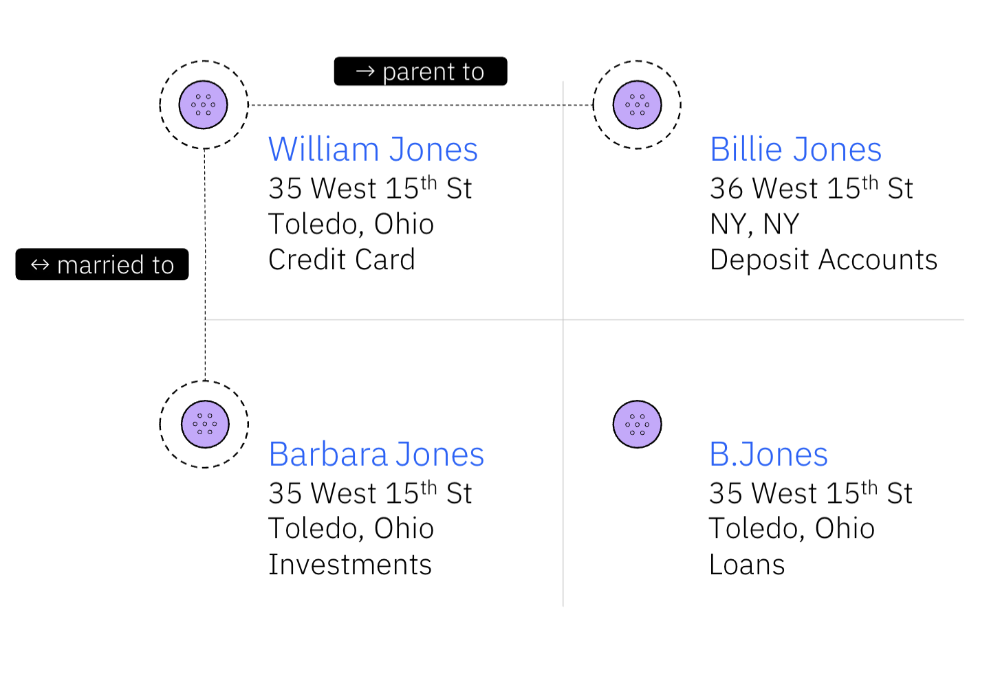 → parent to
William Jones
35 West 15th St
Toledo, Ohio
Credit Card
Billie Jones
36 West 15th St
NY, NY
Deposit Accounts
↔ married to
Barbara Jones
35 West 15th St
Toledo, Ohio
Investments
B.Jones
35 West 15th St
Toledo, Ohio
Loans